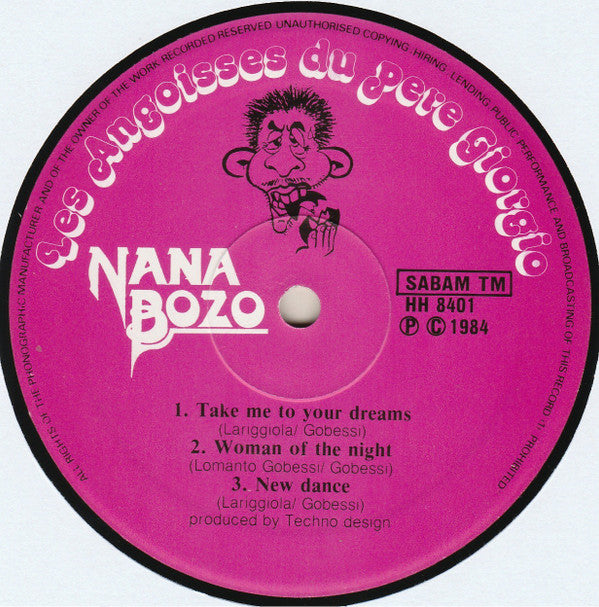 ALL RIGHTS OF THE PHONOGRAPHIC MANUFACTURER AND OF THE OWNER OF THE WORK RECORDED RESERVED UNAUTHORISED COPYING·HIRING, LENDING, PUBLIC PERFORMANCE AND BROADCASTING OF THIS RECORD 11·PROHIBITED.
Les Angoisses du Pere Giorgio
NANA
BOZO
SABAM TM
HH 8401
Ⓟ © 1984
1. Take me to your dreams
(Lariggiola/ Gobessi)
2. Woman of the night
(Lomanto Gobessi/ Gobessi)
3. New dance
(Lariggiola/ Gobessi)
produced by Techno design